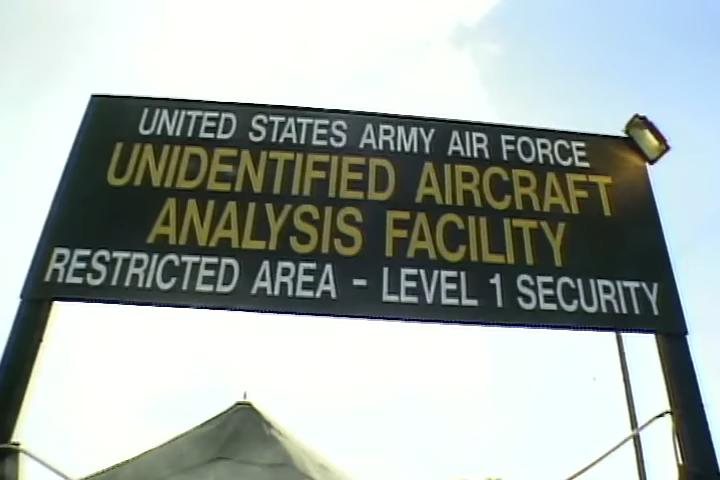 UNITED STATES ARMY AIR FORCE
UNIDENTIFIED AIRCRAFT
ANALYSIS FACILITY
RESTRICTED AREA - LEVEL 1 SECURITY